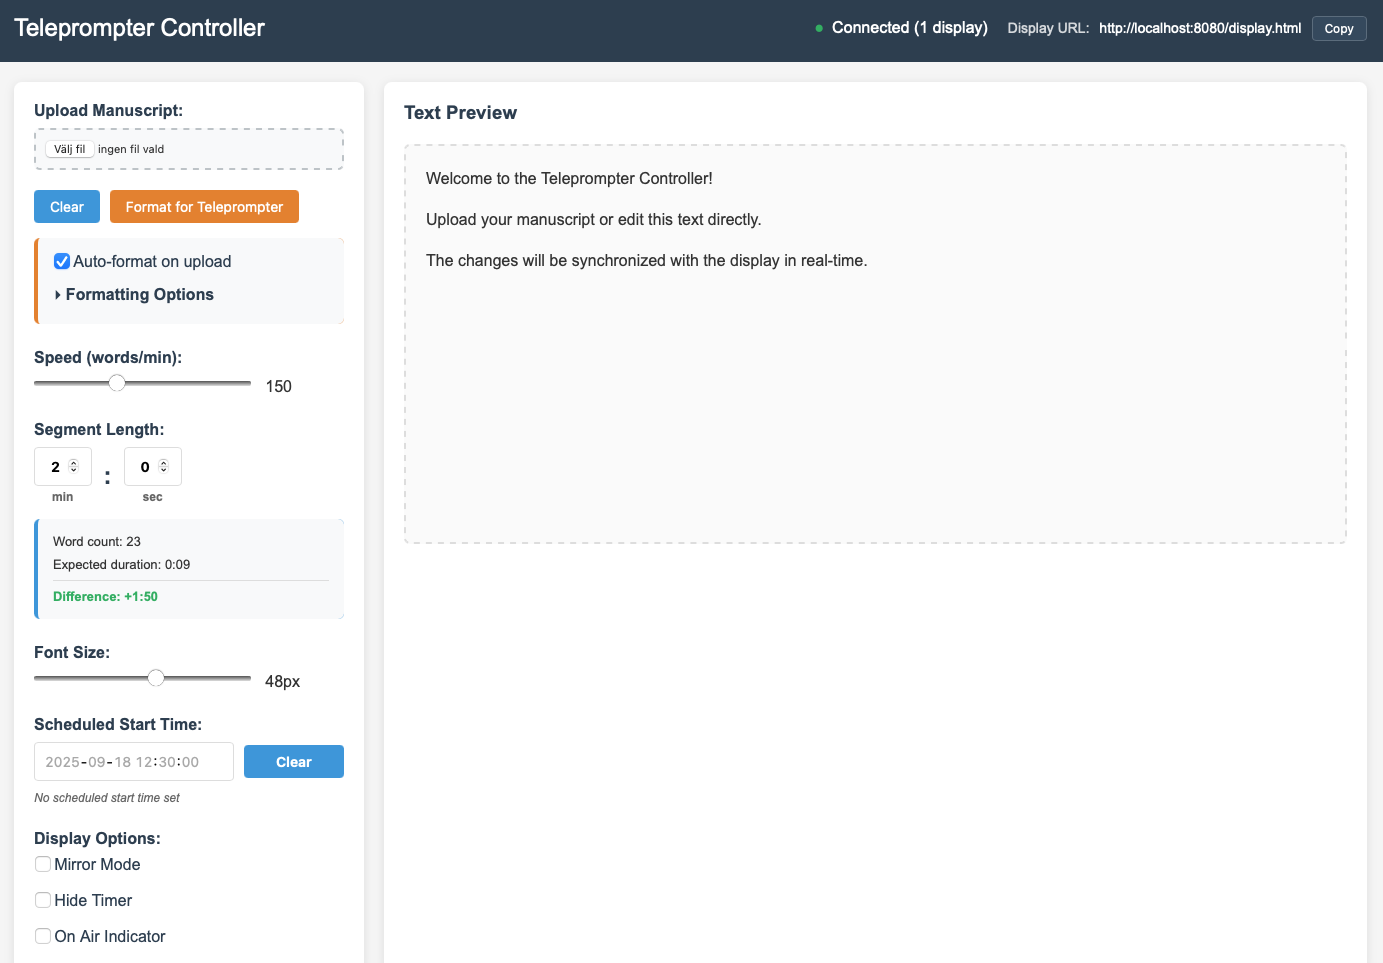 Teleprompter Controller
Connected (1 display)
Display URL: http://localhost:8080/display.html
Copy
Upload Manuscript:
Välj fil ingen fil vald
Clear
Format for Teleprompter
Auto-format on upload
Formatting Options
Speed (words/min):
150
Segment Length:
2 : 0
min sec
Word count: 23
Expected duration: 0:09
Difference: +1:50
Font Size:
48px
Scheduled Start Time:
2025-09-18 12:30:00
Clear
No scheduled start time set
Display Options:
Mirror Mode
Hide Timer
On Air Indicator
Text Preview
Welcome to the Teleprompter Controller!
Upload your manuscript or edit this text directly.
The changes will be synchronized with the display in real-time.